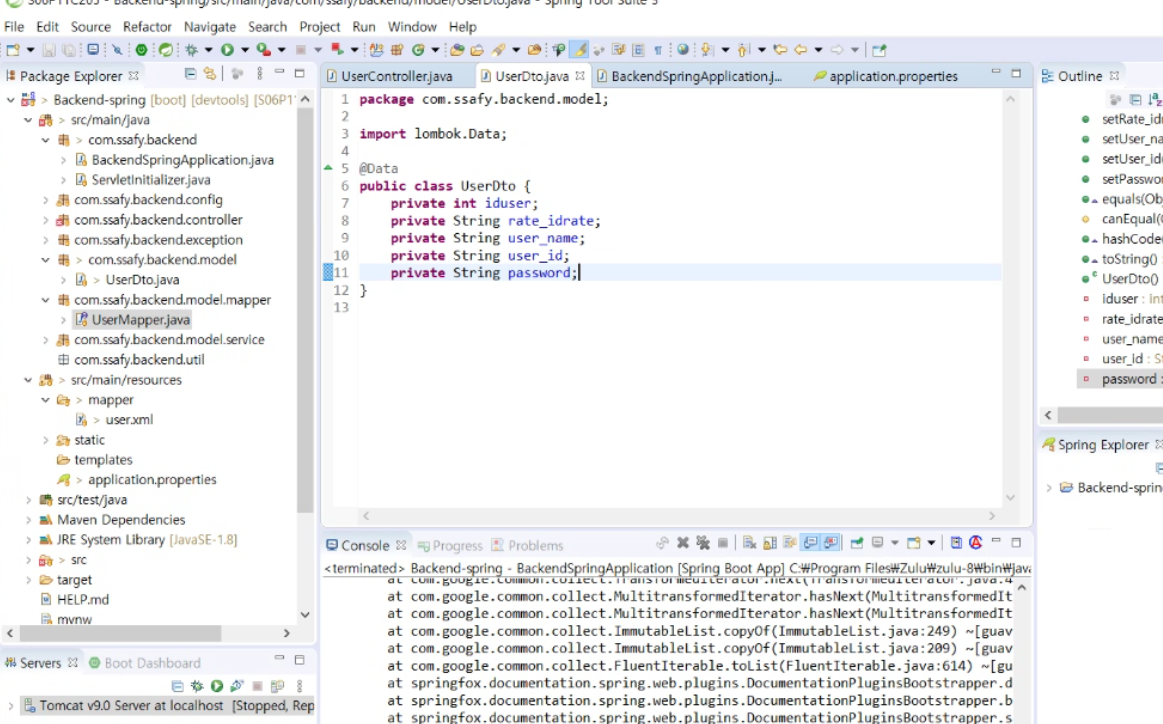 S06P11C203 - Backend-spring/src/main/java/com/ssafy/backend/model/UserDto.java - Spring Tool Suite 3
File Edit Source Refactor Navigate Search Project Run Window Help
Package Explorer
> Backend-spring [boot] [devtools] [S06P1
> src/main/java
> com.ssafy.backend
BackendSpringApplication.java
ServletInitializer.java
> com.ssafy.backend.config
> com.ssafy.backend.controller
> com.ssafy.backend.exception
> com.ssafy.backend.model
> UserDto.java
> com.ssafy.backend.model.mapper
UserMapper.java
> com.ssafy.backend.model.service
com.ssafy.backend.util
> src/main/resources
> mapper
> user.xml
static
templates
> application.properties
src/test/java
Maven Dependencies
JRE System Library [JavaSE-1.8]
> src
target
HELP.md
mvnw
Servers
Boot Dashboard
Tomcat v9.0 Server at localhost [Stopped, Rep
UserController.java
UserDto.java
BackendSpringApplication.j...
application.properties
1 package com.ssafy.backend.model;
2
3 import lombok.Data;
4
5 @Data
6 public class UserDto {
7 private int iduser;
8 private String rate_idrate;
9 private String user_name;
10 private String user_id;
11 private String password;
12 }
13
Console
Progress
Problems
<terminated> Backend-spring - BackendSpringApplication [Spring Boot App] C:₩Program Files₩Zulu₩zulu-8₩bin₩java
at com.google.common.collect.TransformedIterator.next(TransformedIterator.java:4
at com.google.common.collect.MultitransformedIterator.hasNext(MultitransformedIt
at com.google.common.collect.MultitransformedIterator.hasNext(MultitransformedIt
at com.google.common.collect.ImmutableList.copyOf(ImmutableList.java:249) ~[guav
at com.google.common.collect.ImmutableList.copyOf(ImmutableList.java:209) ~[guav
at com.google.common.collect.FluentIterable.toList(FluentIterable.java:614) ~[gu
at springfox.documentation.spring.web.plugins.DocumentationPluginsBootstrapper.d
at springfox.documentation.spring.web.plugins.DocumentationPluginsBootstrapper.b
at springfox.documentation.spring.web.plugins.DocumentationPluginsBootstrapper.s
Outline
setRate_id
setUser_na
setUser_id(
setPasswor
equals(Obj
canEqual(
hashCode(
toString() :
UserDto()
iduser : int
rate_idrate
user_name
user_id : St
password :
Spring Explorer
Backend-spring